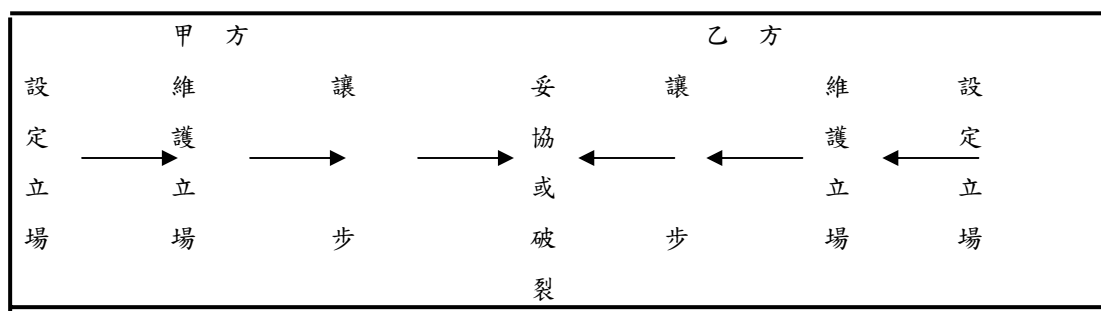 甲 方
乙 方
設定立場
維護立場
讓步
妥協或破裂
讓步
維護立場
設定立場